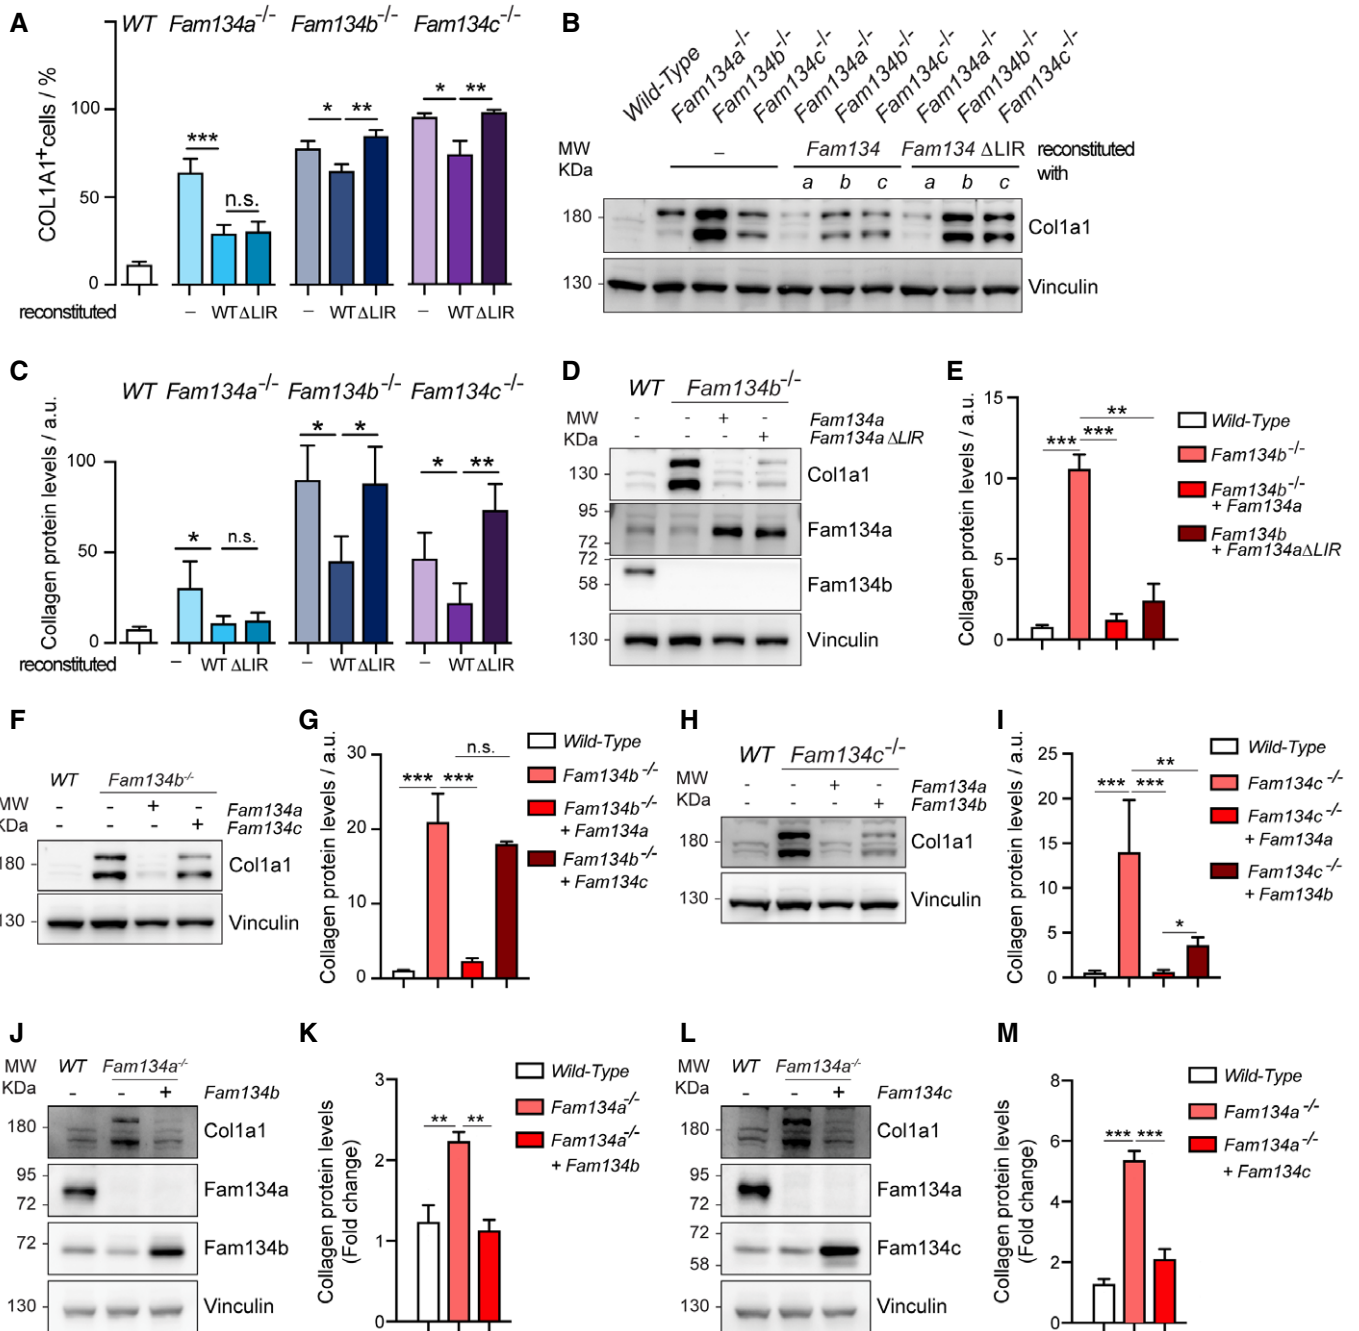 A
WT Fam134a-/- Fam134b-/- Fam134c-/-
COL1A1+cells / %
100
50
0
* ** * **
***
n.s.
reconstituted – WT ΔLIR – WT ΔLIR – WT ΔLIR
B
Wild-Type Fam134a-/- Fam134b-/- Fam134c-/- Fam134a-/- Fam134b-/- Fam134c-/- Fam134a-/- Fam134b-/- Fam134c-/-
MW KDa
– Fam134 Fam134 ΔLIR reconstituted with
a b c a b c
180 Col1a1
130 Vinculin
C
WT Fam134a-/- Fam134b-/- Fam134c-/-
Collagen protein levels / a.u.
100
50
0
* n.s. * * * **
reconstituted – WT ΔLIR – WT ΔLIR – WT ΔLIR
D
WT Fam134b-/-
MW - - + Fam134a
KDa - - + Fam134a ΔLIR
130 Col1a1
95 Fam134a
72
72
58 Fam134b
130 Vinculin
E
Collagen protein levels / a.u.
15
10
5
0
*** *** **
Wild-Type
Fam134b-/-
Fam134b-/-
+ Fam134a
Fam134b
+ Fam134aΔLIR
F
WT Fam134b-/-
MW - - + Fam134a
KDa - - + Fam134c
180 Col1a1
130 Vinculin
G
Collagen protein levels / a.u.
30
20
10
0
*** *** n.s.
Wild-Type
Fam134b-/-
Fam134b-/-
+ Fam134a
Fam134b-/-
+ Fam134c
H
WT Fam134c-/-
MW - - + Fam134a
KDa - - + Fam134b
180 Col1a1
130 Vinculin
I
Collagen protein levels / a.u.
25
20
15
10
5
0
*** *** ** *
Wild-Type
Fam134c-/-
Fam134c-/-
+ Fam134a
Fam134c-/-
+ Fam134b
J
MW WT Fam134a-/-
KDa - - + Fam134b
180 Col1a1
95 Fam134a
72
72 Fam134b
130 Vinculin
K
Collagen protein levels
(Fold change)
3
2
1
0
** **
Wild-Type
Fam134a-/-
Fam134a-/-
+ Fam134b
L
MW WT Fam134a-/-
KDa - - + Fam134c
180 Col1a1
95 Fam134a
72
72 Fam134c
58
130 Vinculin
M
Collagen protein levels
(Fold change)
8
6
4
2
0
*** ***
Wild-Type
Fam134a-/-
Fam134a-/-
+ Fam134c